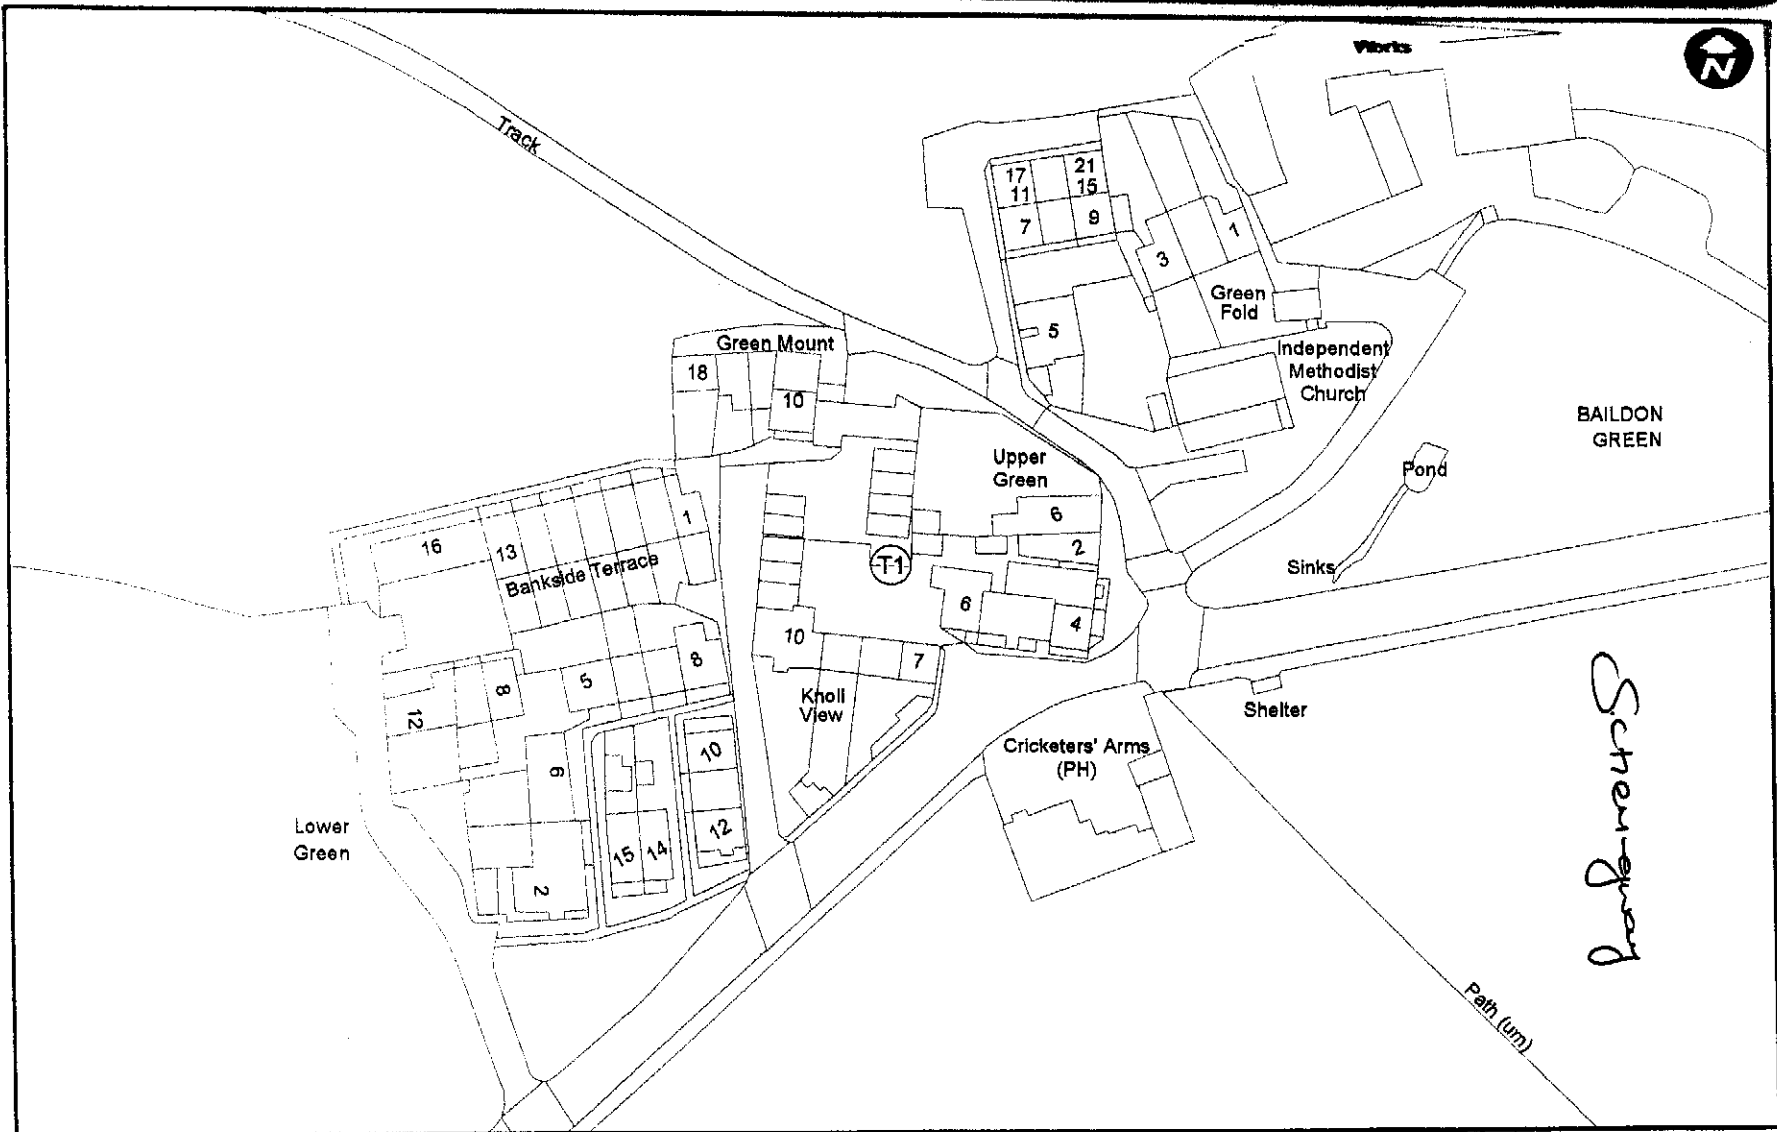 Works
N
Track
17
21
11
15
7
9
3
1
Green
Fold
5
Independent
Methodist
Church
Green Mount
18
10
BAILDON
GREEN
Upper
Green
Pond
6
1
16
13
2
Bankside Terrace
T1
Sinks
6
4
10
7
8
5
8
12
Knoll
View
Shelter
Cricketers' Arms
(PH)
10
6
12
15
14
Lower
Green
2
Path (um)